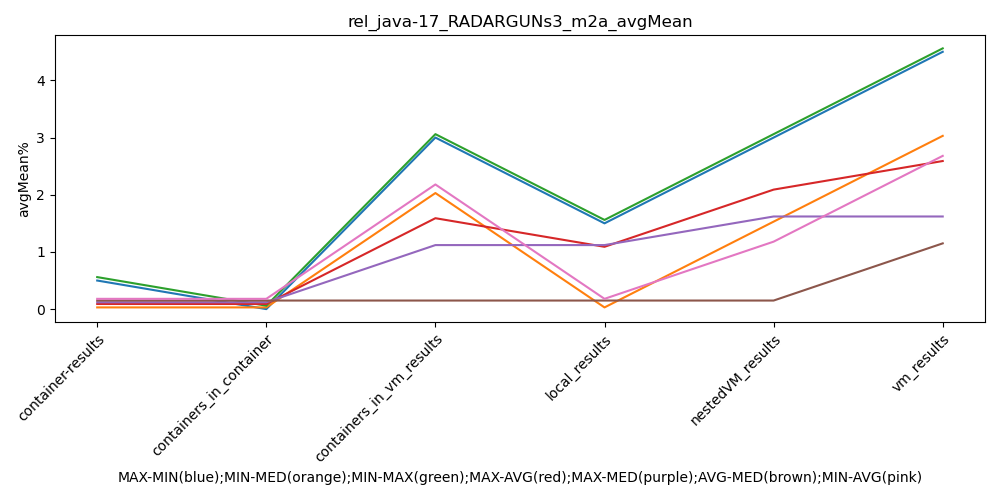 rel_java-17_RADARGUNs3_m2a_avgMean
avgMean%
4
3
2
1
0
container-results
containers_in_container
containers_in_vm_results
local_results
nestedVM_results
vm_results
MAX-MIN(blue);MIN-MED(orange);MIN-MAX(green);MAX-AVG(red);MAX-MED(purple);AVG-MED(brown);MIN-AVG(pink)